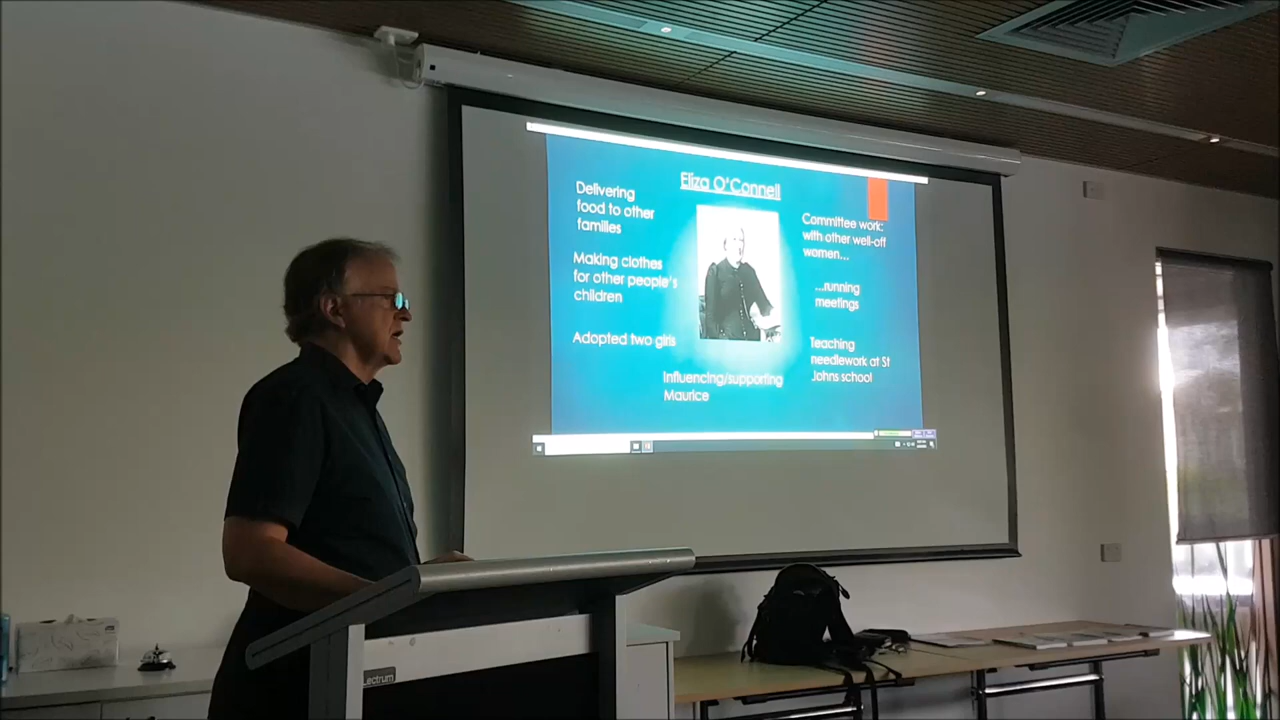 Eliza O'Connell
Delivering
food to other
families
Making clothes
for other people's
children
Adopted two girls
Influencing/supporting
Maurice
Committee work:
with other well-off
women...
...running
meetings
Teaching
needlework at St
Johns school
Lectrum